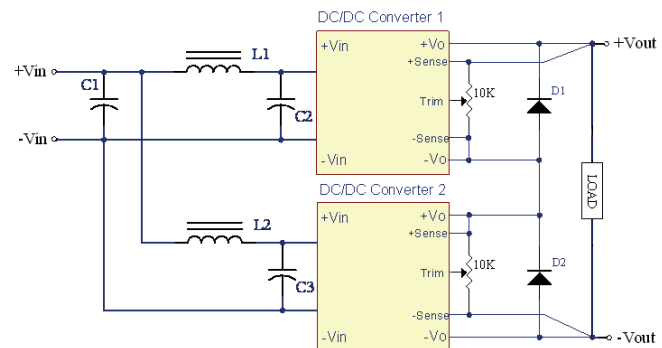 DC/DC Converter 1
+Vin
L1
+Vin
+Vo
+Vout
+Sense
C1
C2
Trim
10K
D1
-Vin
-Sense
-Vin
-Vo
LOAD
DC/DC Converter 2
+Vin
+Vo
L2
+Sense
C3
Trim
10K
D2
-Sense
-Vin
-Vo
-Vout